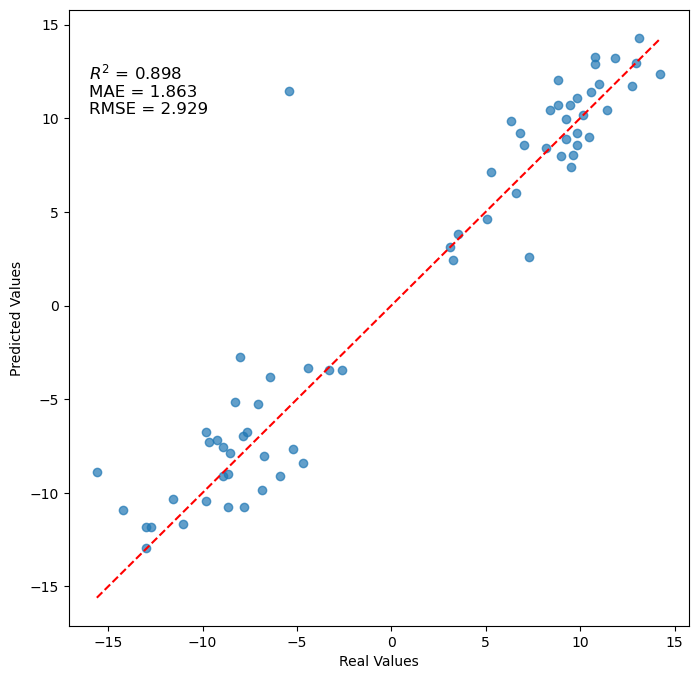 R² = 0.898
MAE = 1.863
RMSE = 2.929
15
10
5
0
−5
−10
−15
Predicted Values
−15 −10 −5 0 5 10 15
Real Values